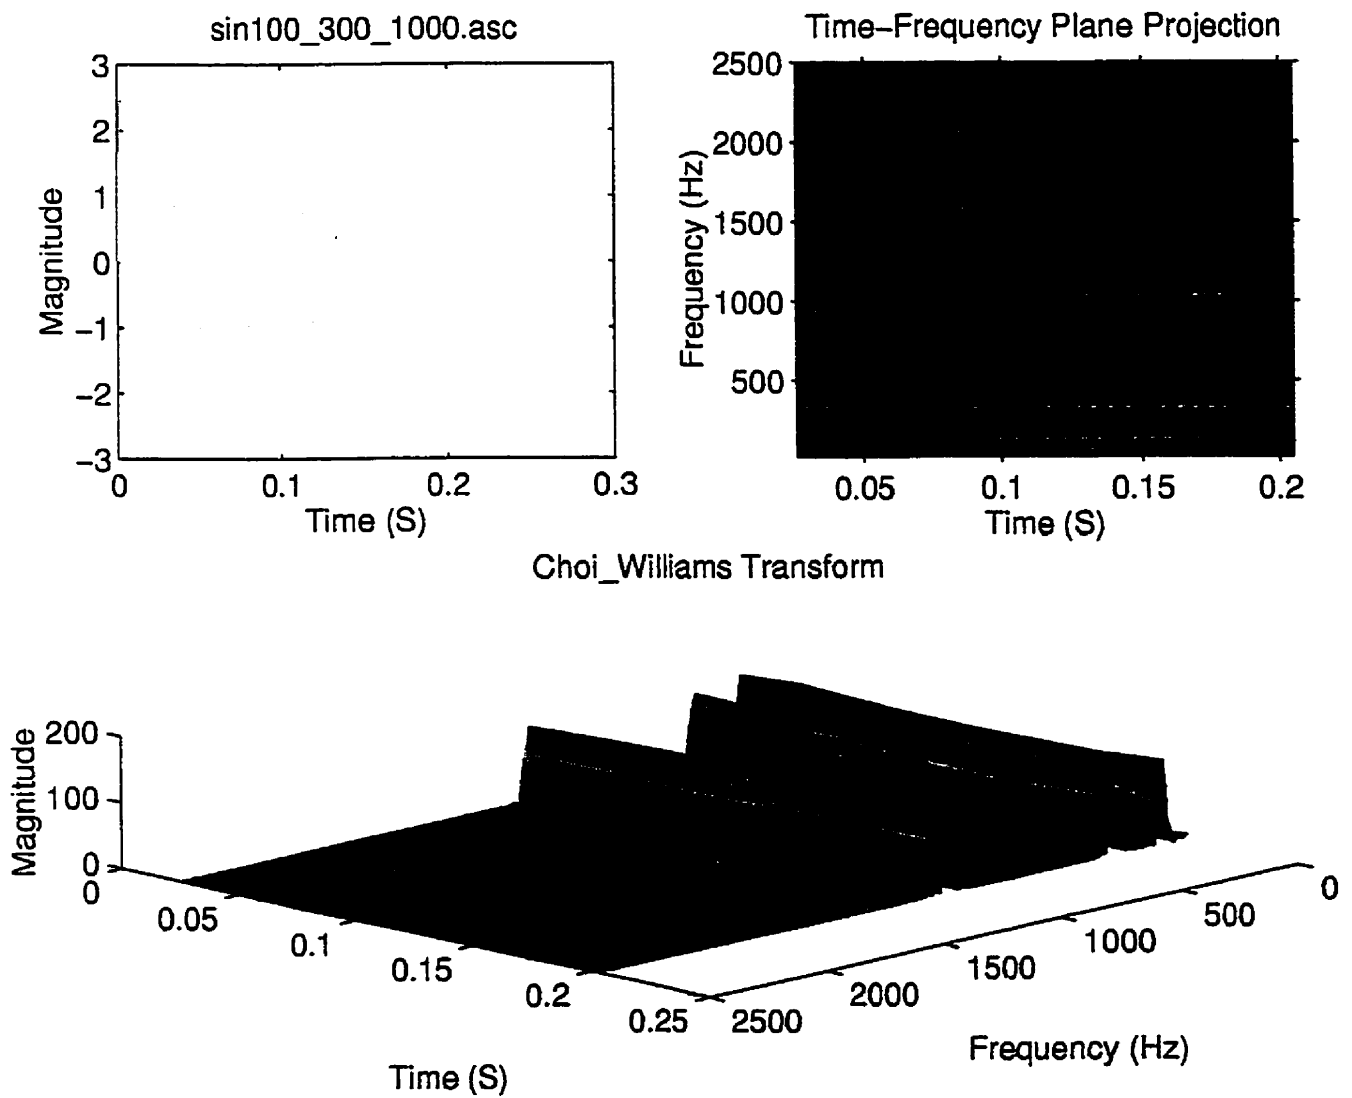 sin100_300_1000.asc
3
2
1
0
−1
−2
−3
Magnitude
0 0.1 0.2 0.3
Time (S)
Time−Frequency Plane Projection
2500
2000
1500
1000
500
Frequency (Hz)
0.05 0.1 0.15 0.2
Time (S)
Choi_Williams Transform
200
100
0
Magnitude
0
0.05
0.1
0.15
0.2
0.25
Time (S)
2500
2000
1500
1000
500
0
Frequency (Hz)